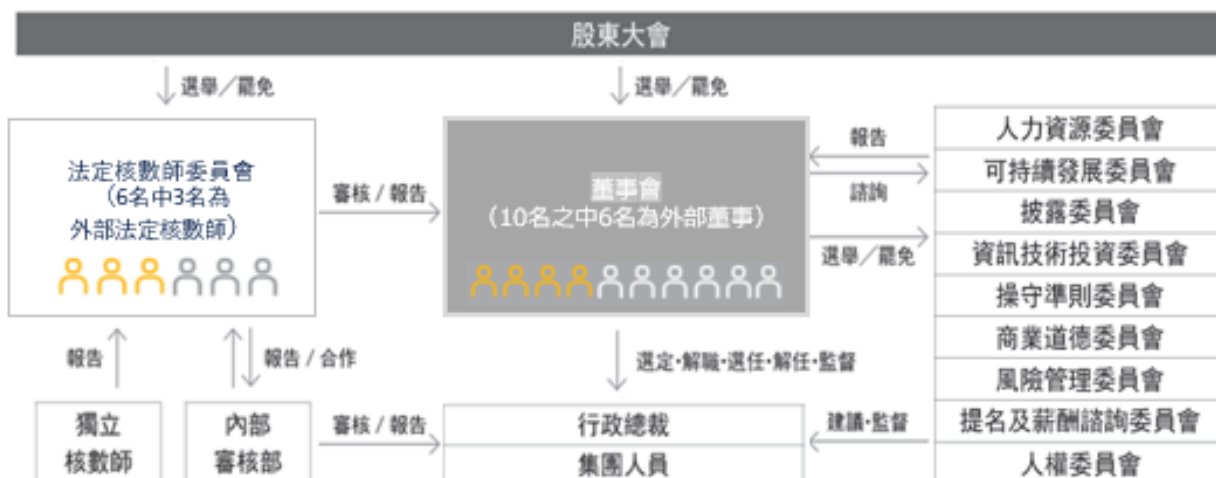 股東大會
選舉／罷免
選舉／罷免
法定核數師委員會
（6名中3名為
外部法定核數師）
審核 / 報告
董事會
（10名之中6名為外部董事）
報告
諮詢
選舉／罷免
人力資源委員會
可持續發展委員會
披露委員會
資訊技術投資委員會
操守準則委員會
商業道德委員會
風險管理委員會
提名及薪酬諮詢委員會
人權委員會
報告
報告 / 合作
選定･解職･選任･解任･監督
獨立
核數師
內部
審核部
審核 / 報告
行政總裁
集團人員
建議･監督